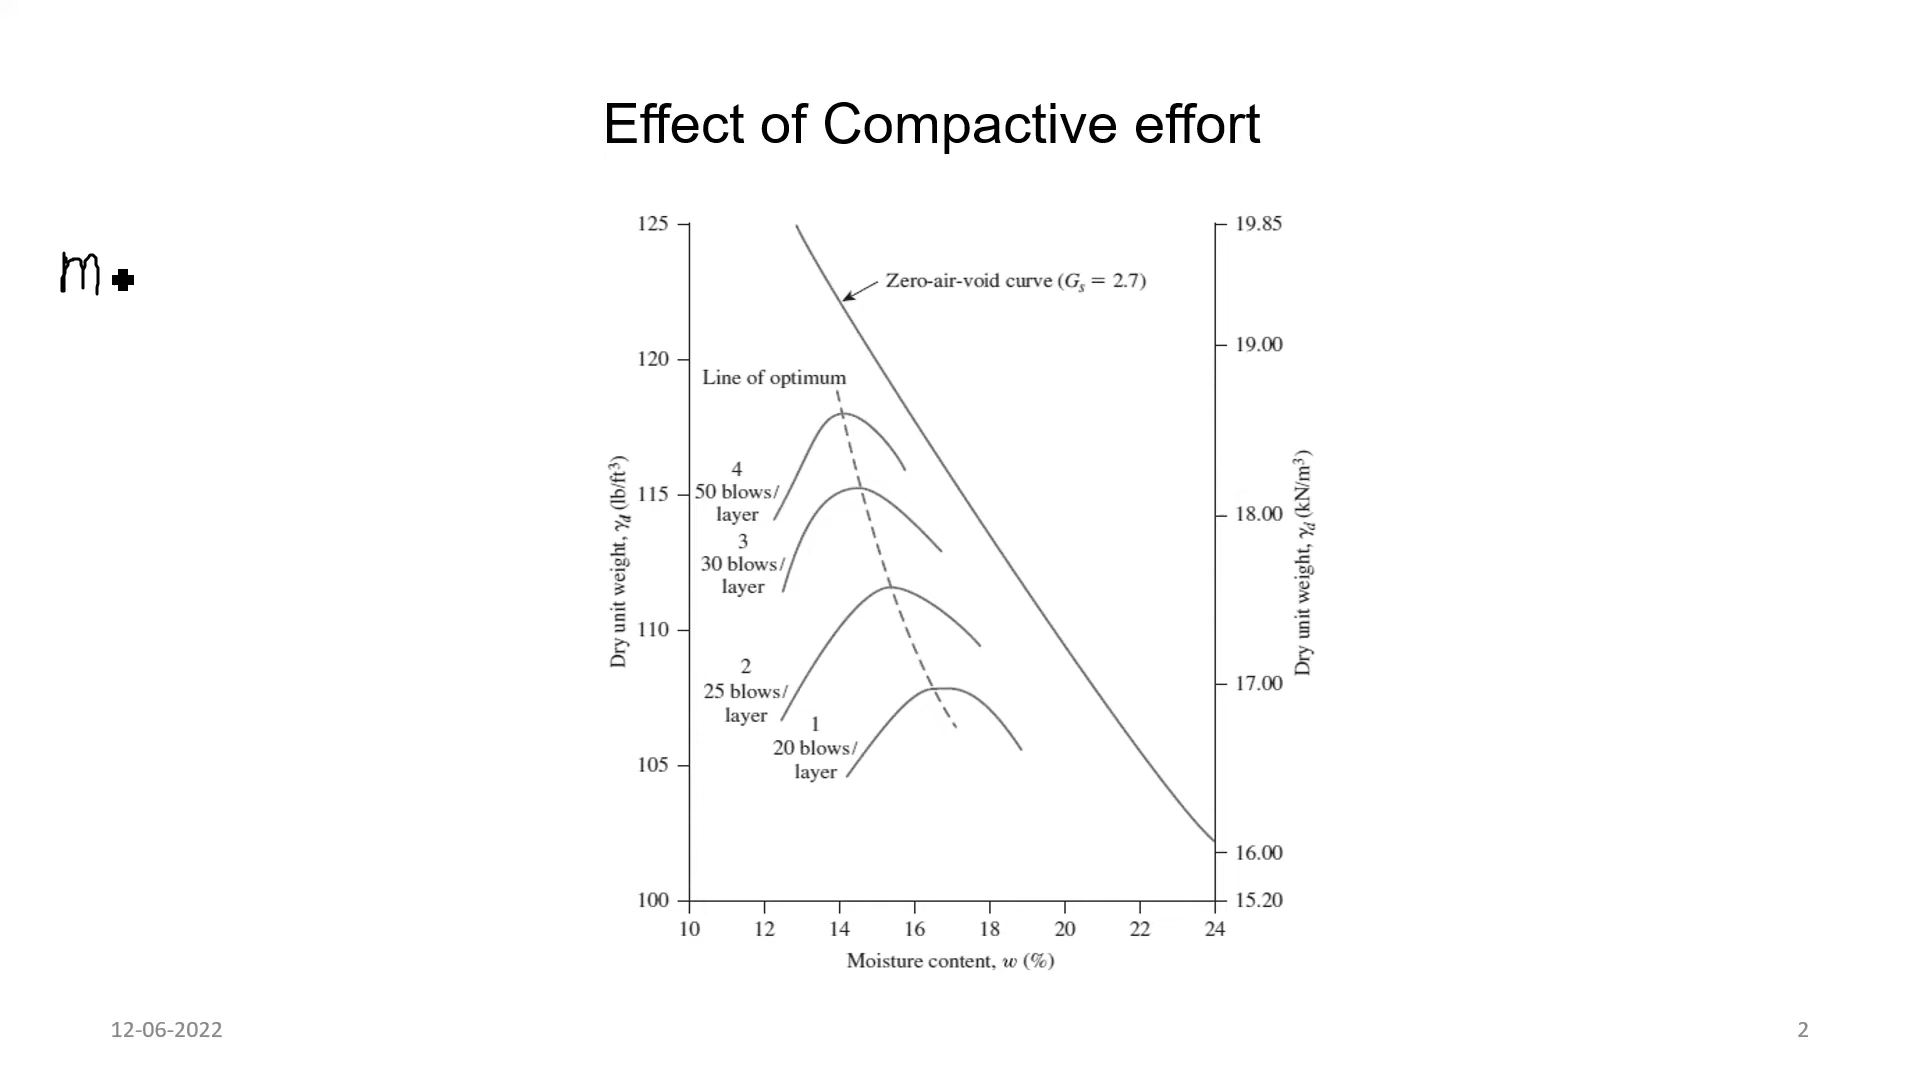 Effect of Compactive effort
m
125
120
115
110
105
100
Dry unit weight, γd (lb/ft³)
Zero-air-void curve (Gs = 2.7)
Line of optimum
4
50 blows/
layer
3
30 blows/
layer
2
25 blows/
layer
1
20 blows/
layer
19.85
19.00
18.00
17.00
16.00
15.20
Dry unit weight, γd (kN/m³)
10 12 14 16 18 20 22 24
Moisture content, w (%)
12-06-2022
2